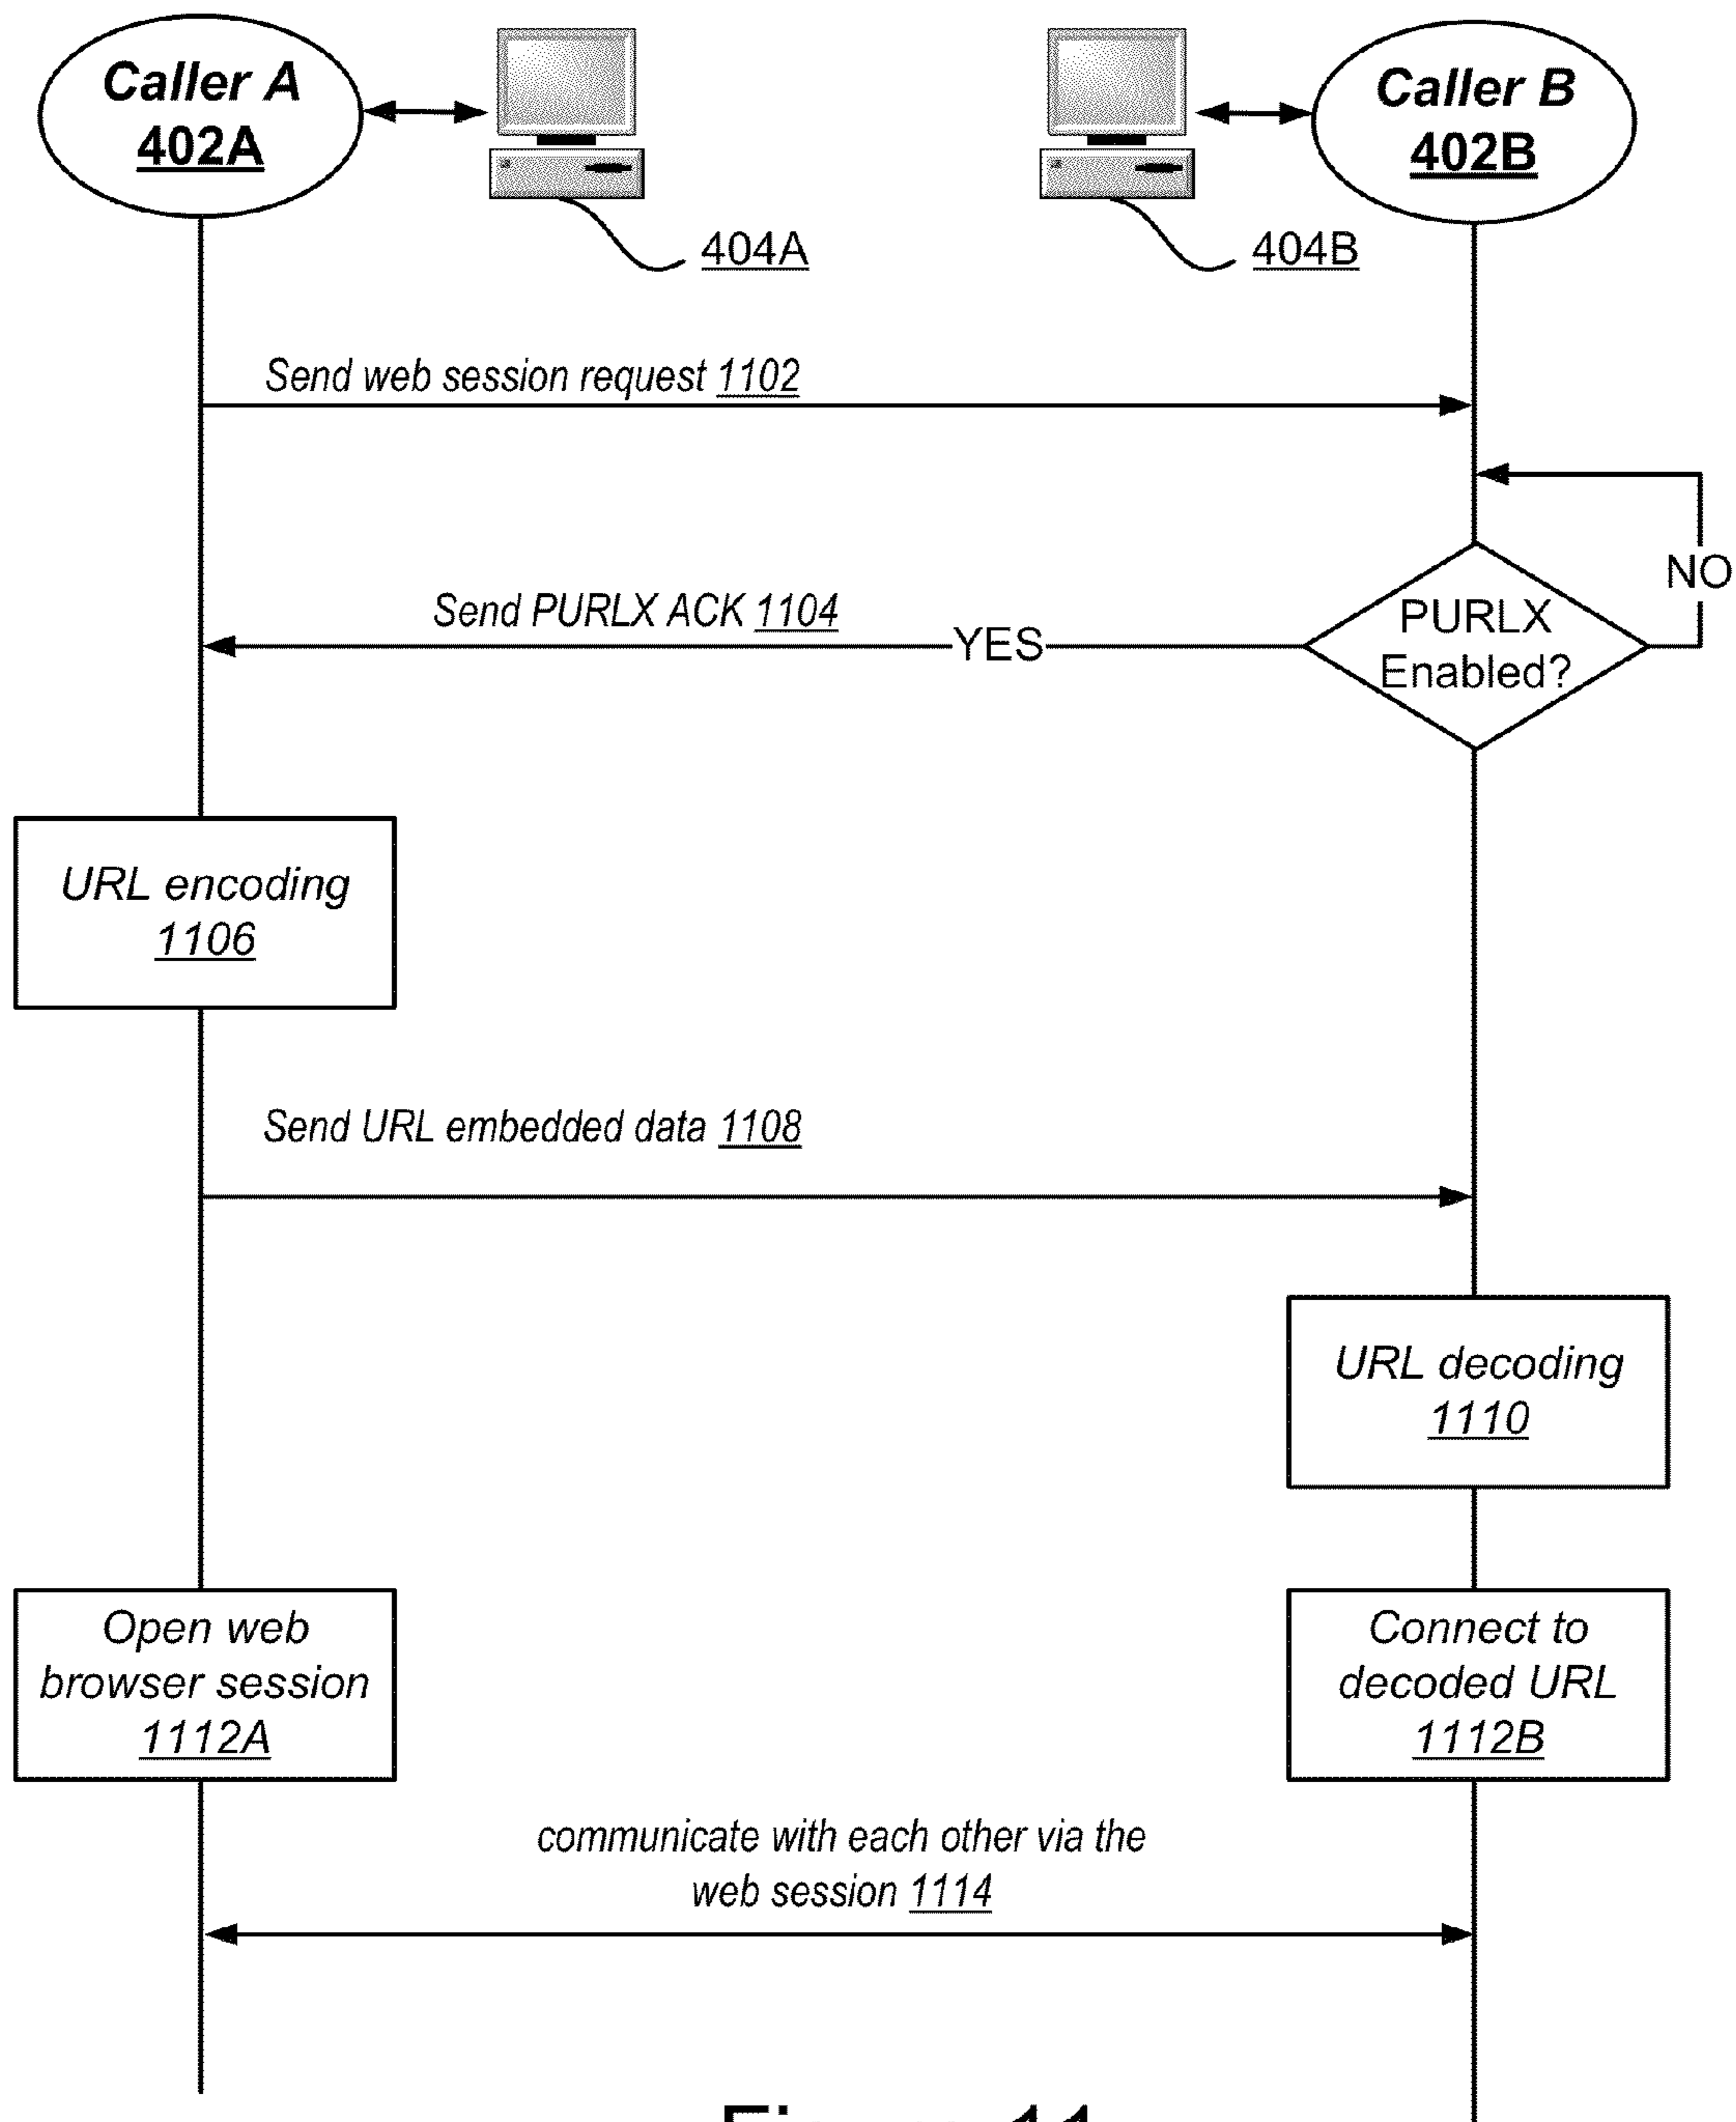 Caller A
402A
Caller B
402B
404A
404B
Send web session request 1102
NO
PURLX
Enabled?
Send PURLX ACK 1104
YES
URL encoding
1106
Send URL embedded data 1108
URL decoding
1110
Open web
browser session
1112A
Connect to
decoded URL
1112B
communicate with each other via the
web session 1114
Figure 11